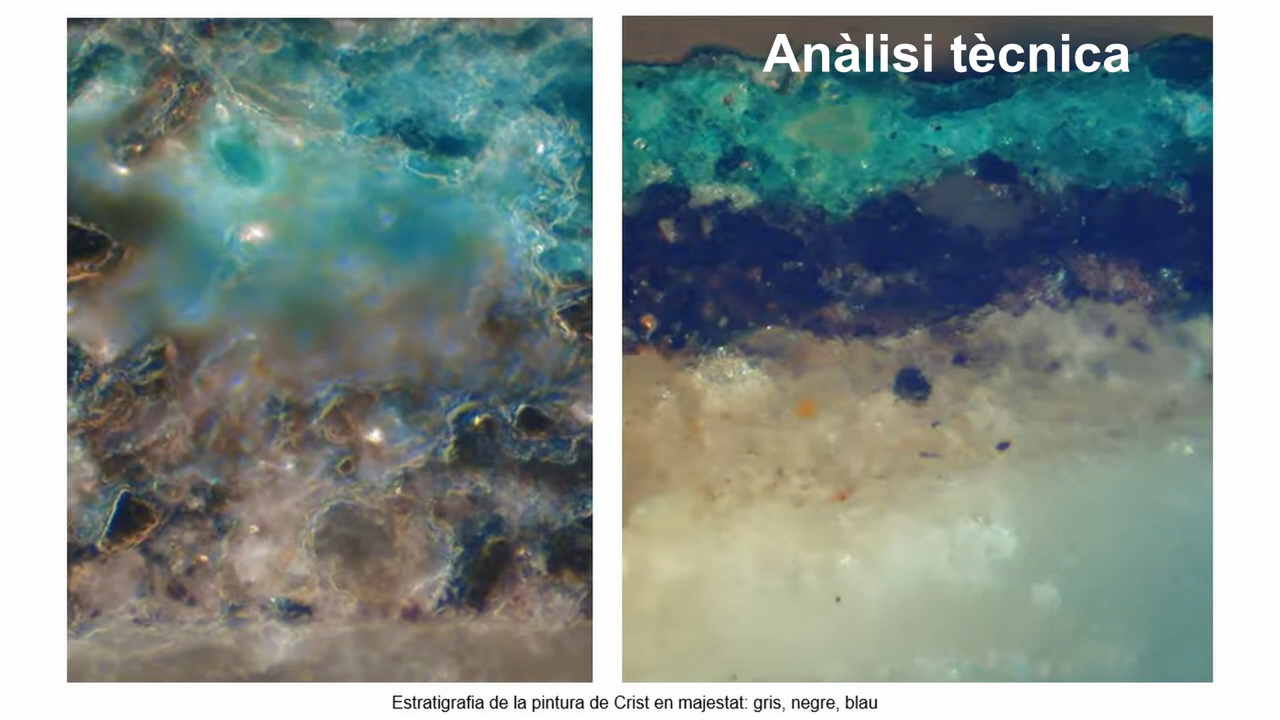 Anàlisi tècnica
Estratigrafia de la pintura de Crist en majestat: gris, negre, blau